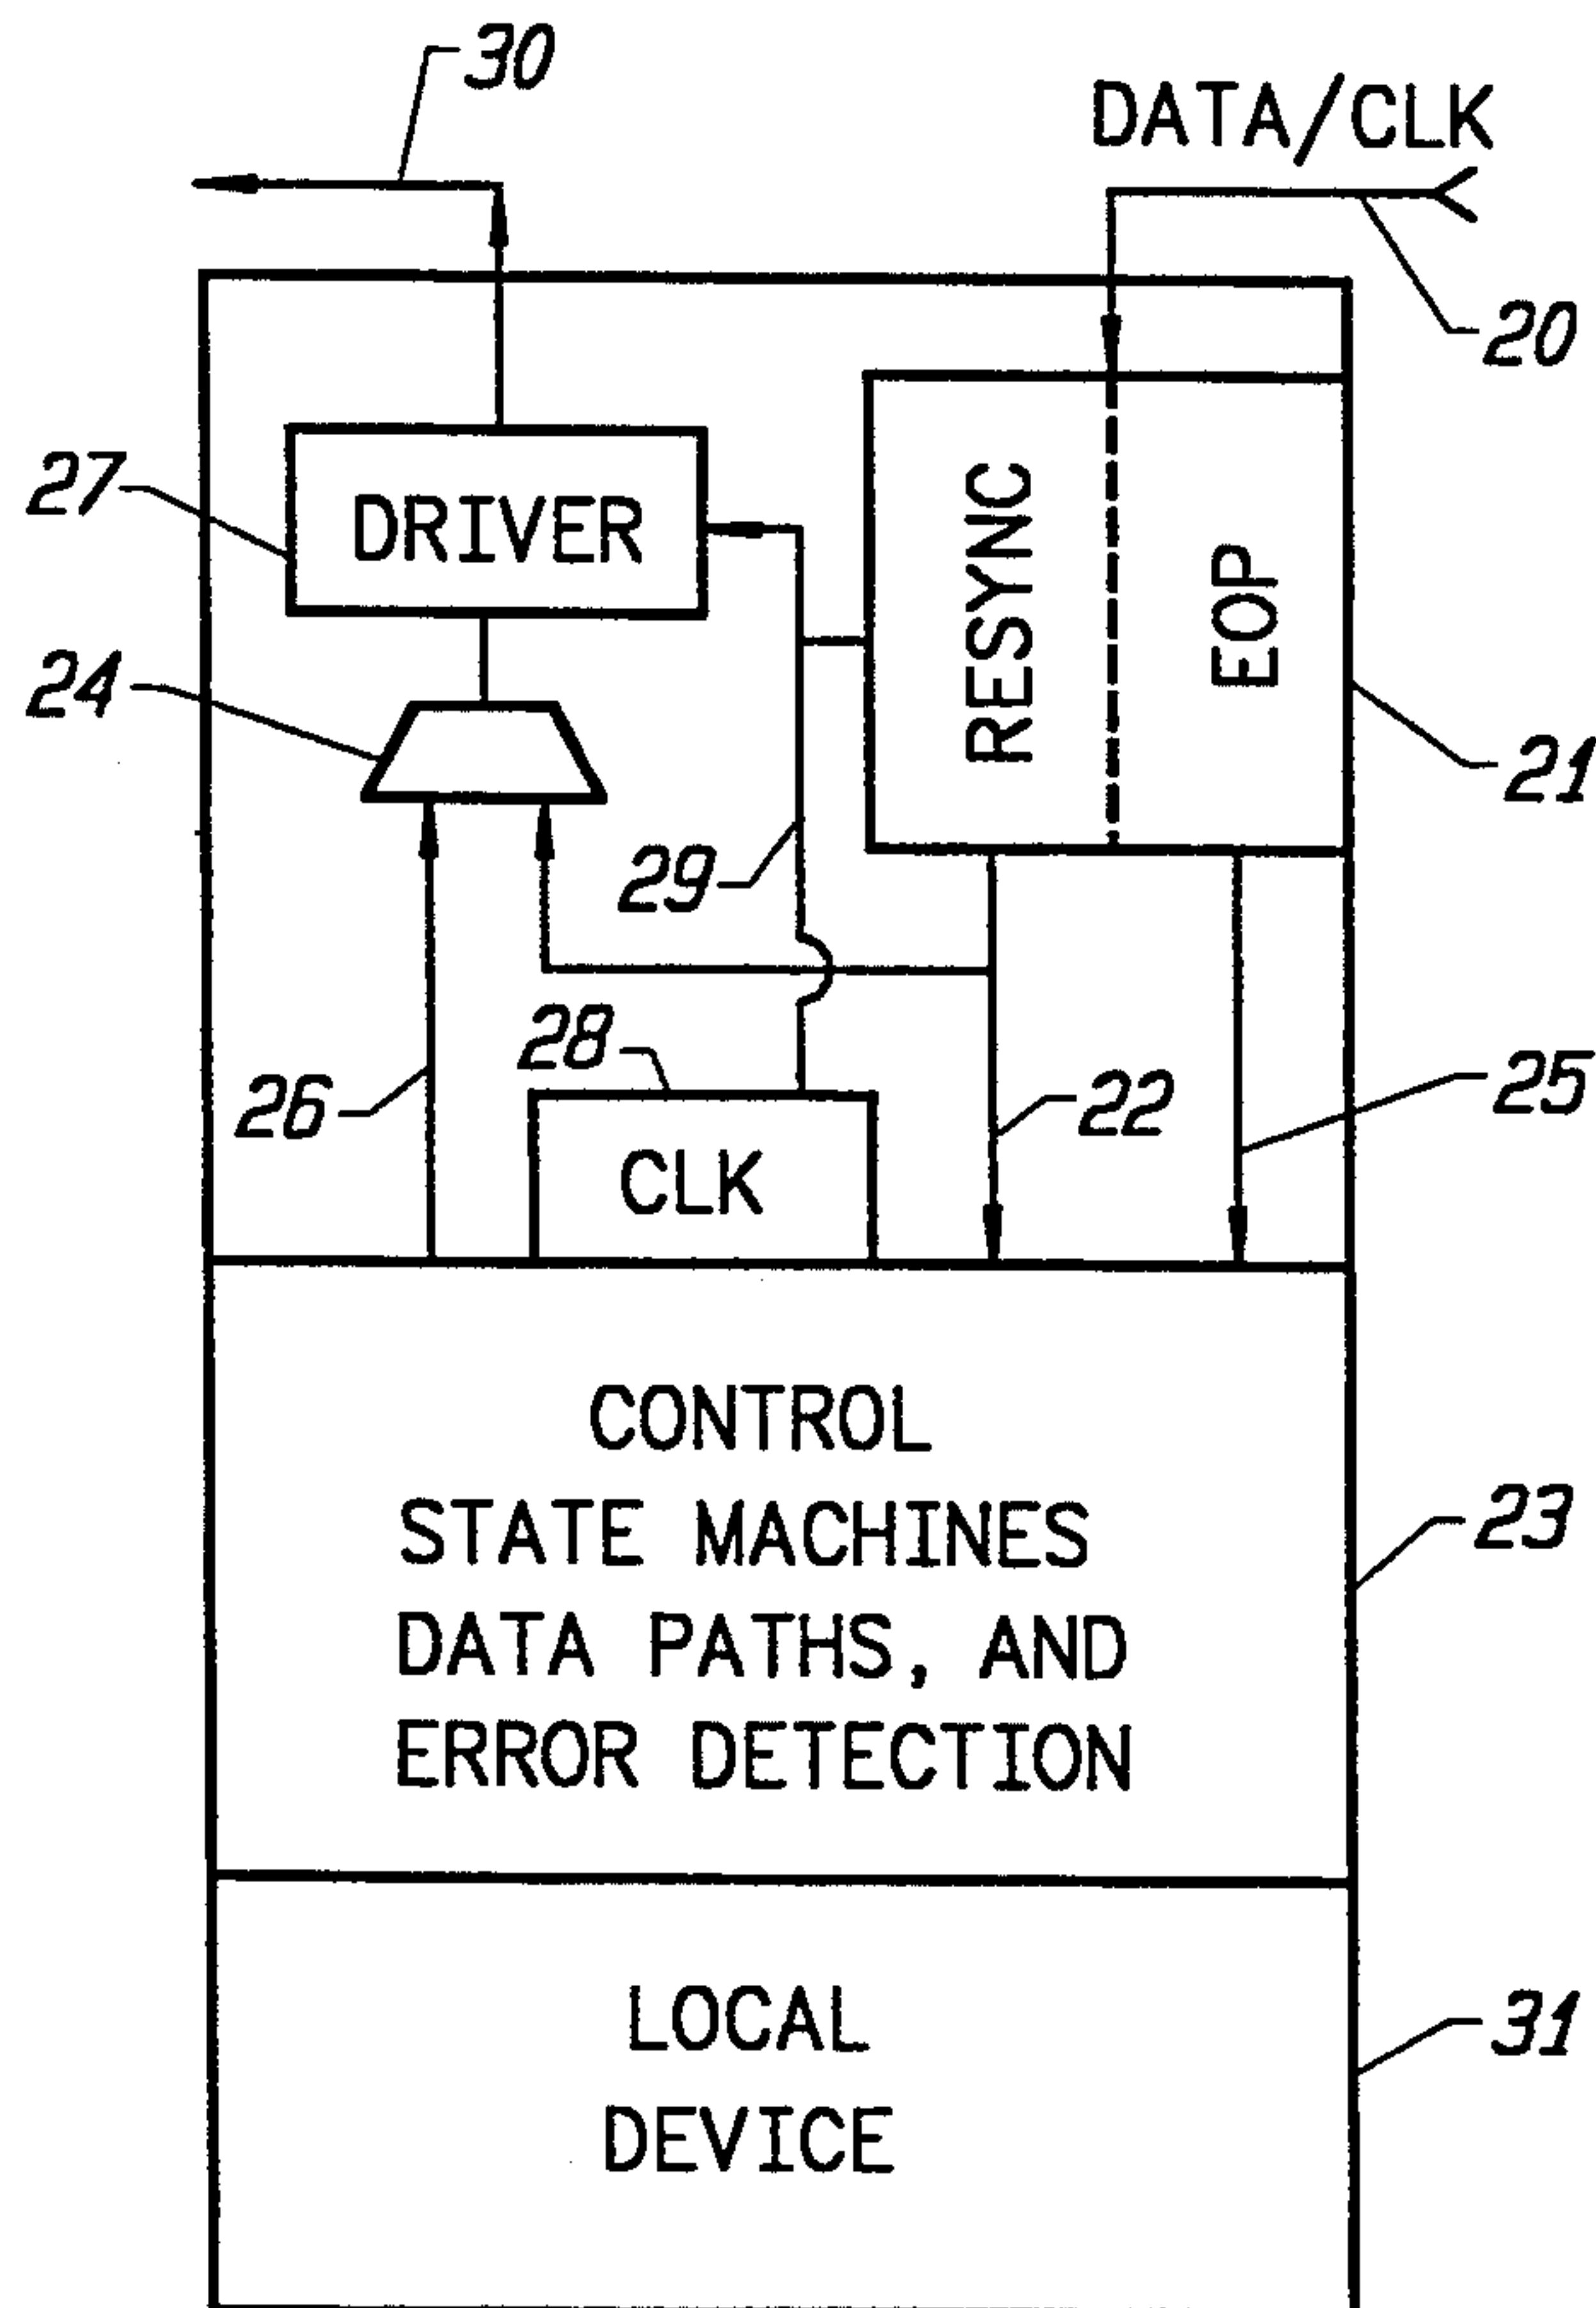 30
DATA/CLK
20
27
DRIVER
RESYNC
EOP
24
21
29
28
26
22
25
CLK
CONTROL
STATE MACHINES
DATA PATHS, AND
ERROR DETECTION
23
LOCAL
DEVICE
31